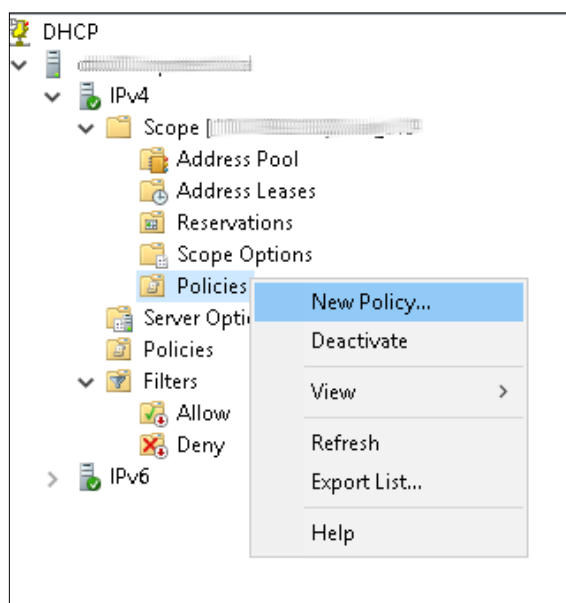 DHCP
IPv4
Scope [
Address Pool
Address Leases
Reservations
Scope Options
Policies
New Policy...
Server Opti
Deactivate
Policies
View
Filters
Allow
Refresh
Deny
Export List...
IPv6
Help